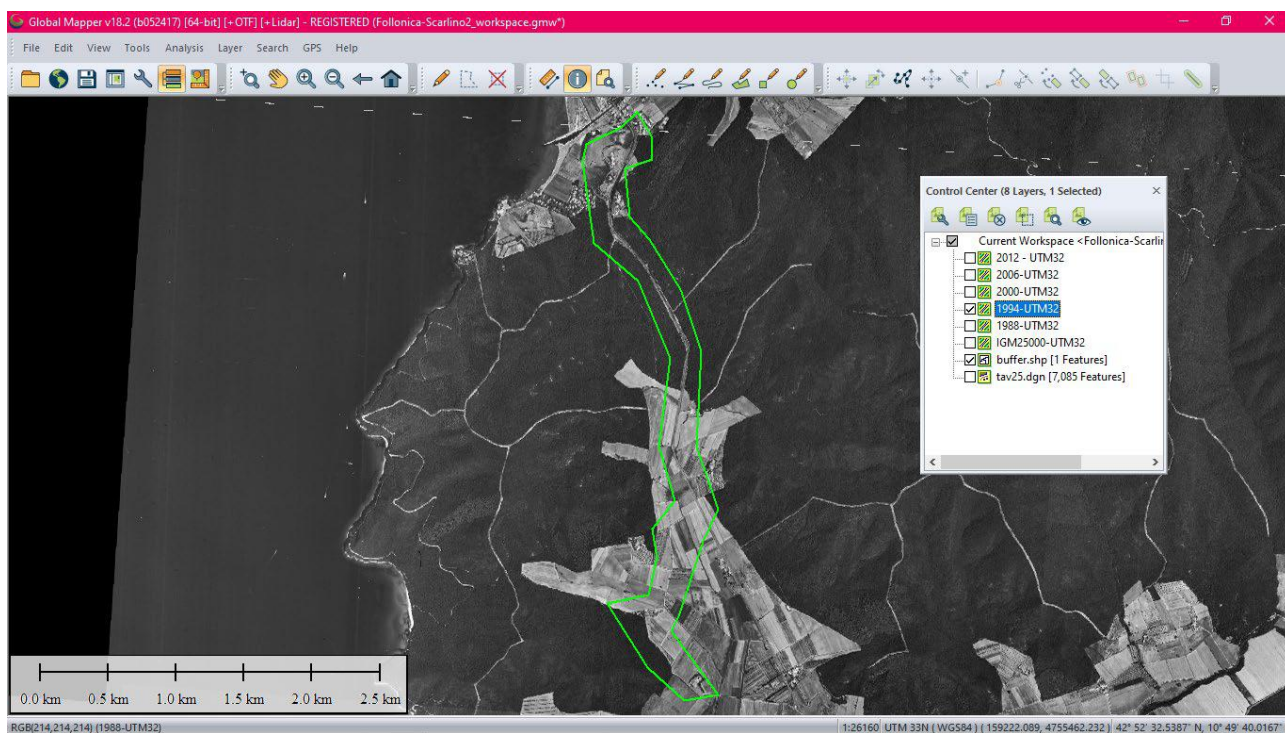 Global Mapper v18.2 (b052417) [64-bit] [+OTF] [+Lidar] - REGISTERED (Follonica-Scarlino2_workspace.gmw*)
File Edit View Tools Analysis Layer Search GPS Help
Control Center (8 Layers, 1 Selected)
Current Workspace <Follonica-Scarlin
2012 - UTM32
2006-UTM32
2000-UTM32
1994-UTM32
1988-UTM32
IGM25000-UTM32
buffer.shp [1 Features]
tav25.dgn [7,085 Features]
0.0 km 0.5 km 1.0 km 1.5 km 2.0 km 2.5 km
RGB(214,214,214) (1988-UTM32) 1:26160 UTM 33N ( WGS84 ) ( 159222.089, 4755462.232 ) 42° 52' 32.5387" N, 10° 49' 40.0167"